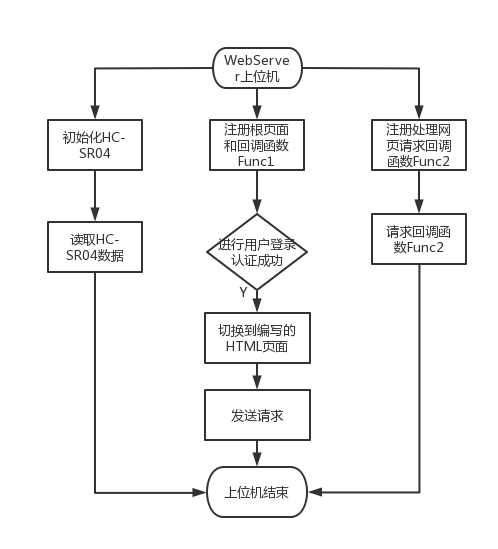 WebServe
r上位机
初始化HC-
SR04
注册根页面
和回调函数
Func1
注册处理网
页请求回调
函数Func2
读取HC-
SR04数据
进行用户登录
认证成功
请求回调函
数Func2
Y
切换到编写的
HTML页面
发送请求
上位机结束